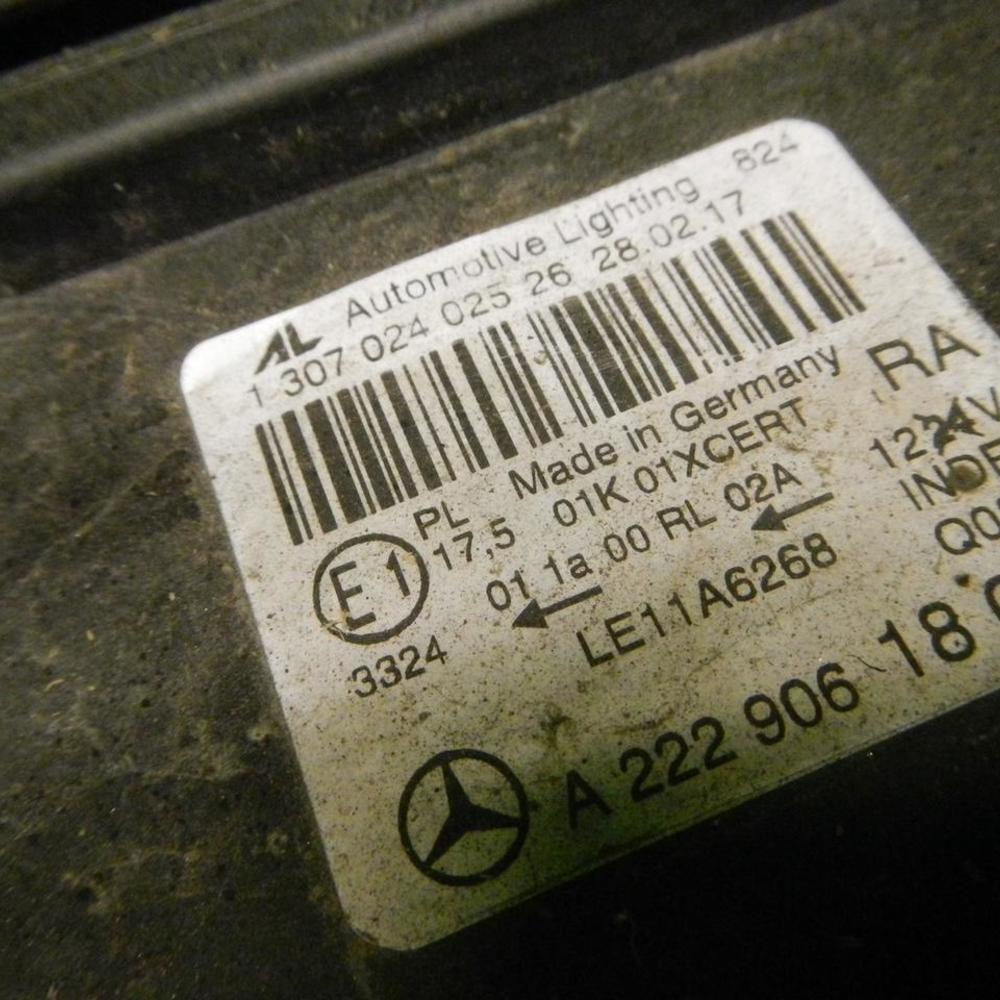 AL Automotive Lighting 824
1 307 024 025 26 28.02.17
Made in Germany RA
PL
17,5 01K 01XCERT
E1 01 1a 00 RL 02A
3324 LE11A6268
A 222 906 18